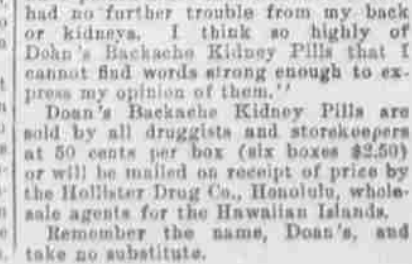 had no further trouble from my back
or kidneys. I think so highly of
Doan's Backache Kidney Pills that I
cannot find words strong enough to ex-
press my opinion of them."
Doan's Backache Kidney Pills are
sold by all druggists and storekeepers
at 50 cents per box (six boxes $2.50)
or will be mailed on receipt of price by
the Hollister Drug Co., Honolulu, whole-
sale agents for the Hawaiian Islands.
Remember the name, Doan's, and
take no substitute.